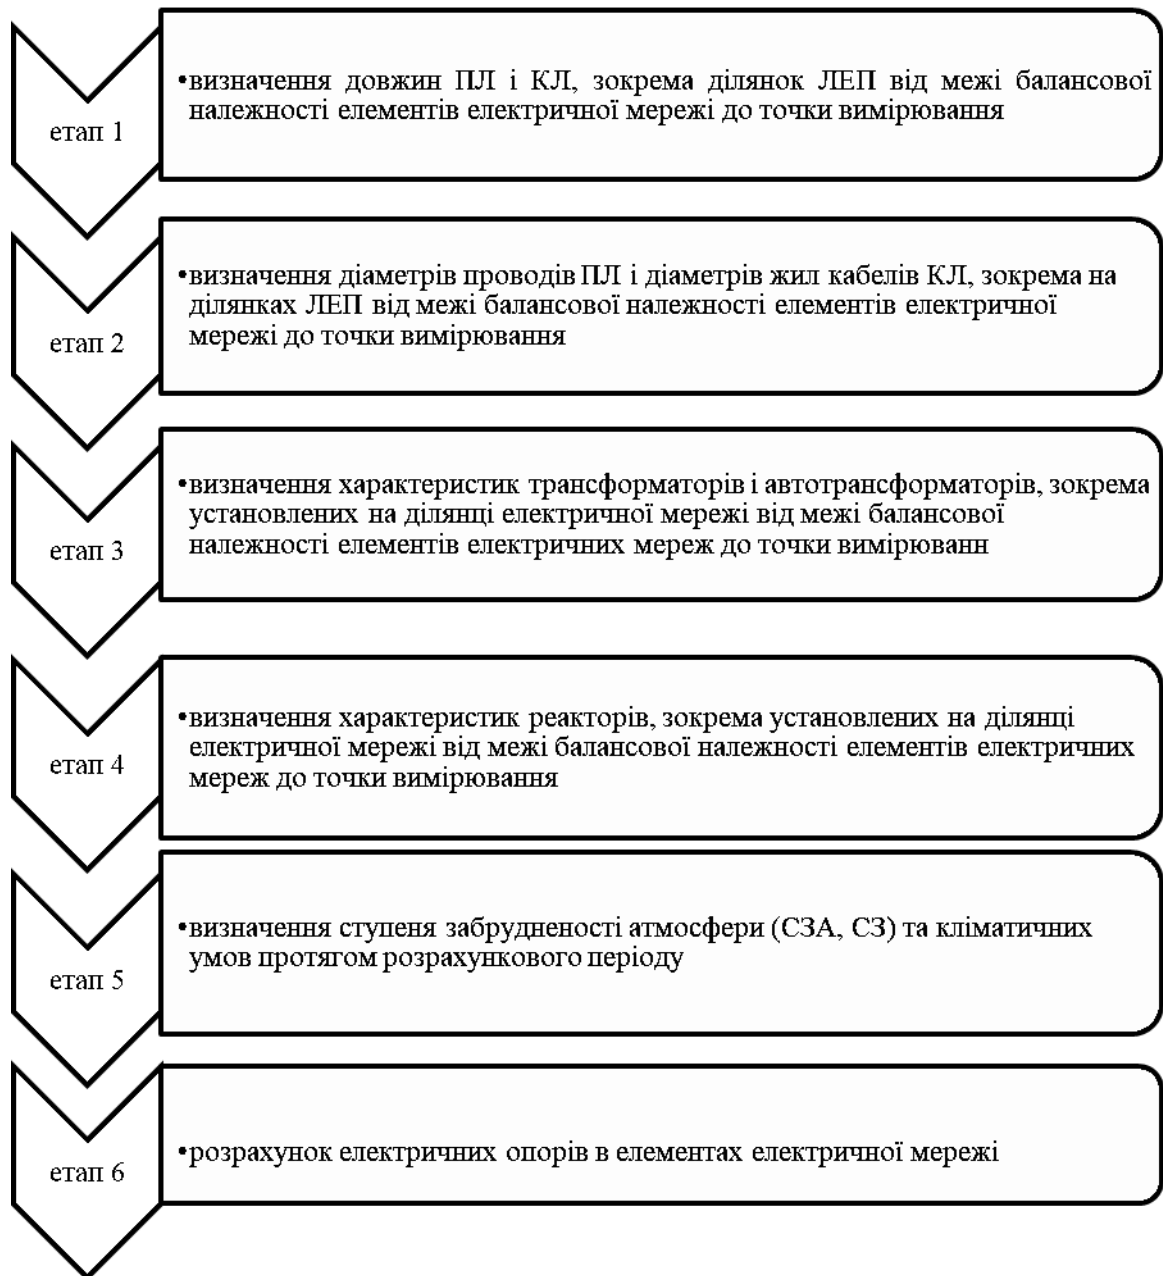 етап 1
•визначення довжин ПЛ і КЛ, зокрема ділянок ЛЕП від межі балансової
належності елементів електричної мережі до точки вимірювання
етап 2
•визначення діаметрів проводів ПЛ і діаметрів жил кабелів КЛ, зокрема на
ділянках ЛЕП від межі балансової належності елементів електричної
мережі до точки вимірювання
етап 3
•визначення характеристик трансформаторів і автотрансформаторів, зокрема
установлених на ділянці електричної мережі від межі балансової
належності елементів електричних мереж до точки вимірюванн
етап 4
•визначення характеристик реакторів, зокрема установлених на ділянці
електричної мережі від межі балансової належності елементів електричних
мереж до точки вимірювання
етап 5
•визначення ступеня забрудненості атмосфери (СЗА, СЗ) та кліматичних
умов протягом розрахункового періоду
етап 6
•розрахунок електричних опорів в елементах електричної мережі